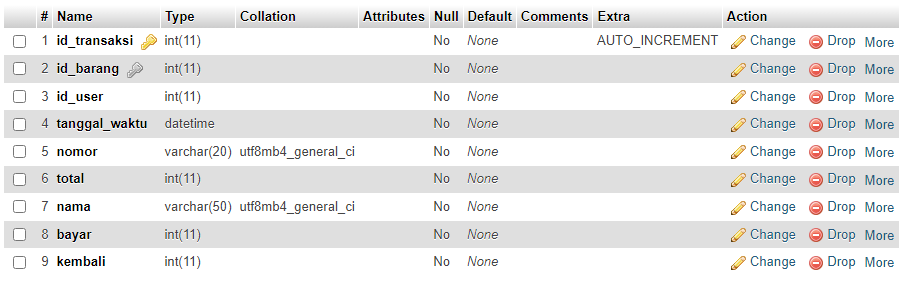 # Name Type Collation Attributes Null Default Comments Extra Action
1 id_transaksi int(11) No None AUTO_INCREMENT Change Drop More
2 id_barang int(11) No None Change Drop More
3 id_user int(11) No None Change Drop More
4 tanggal_waktu datetime No None Change Drop More
5 nomor varchar(20) utf8mb4_general_ci No None Change Drop More
6 total int(11) No None Change Drop More
7 nama varchar(50) utf8mb4_general_ci No None Change Drop More
8 bayar int(11) No None Change Drop More
9 kembali int(11) No None Change Drop More